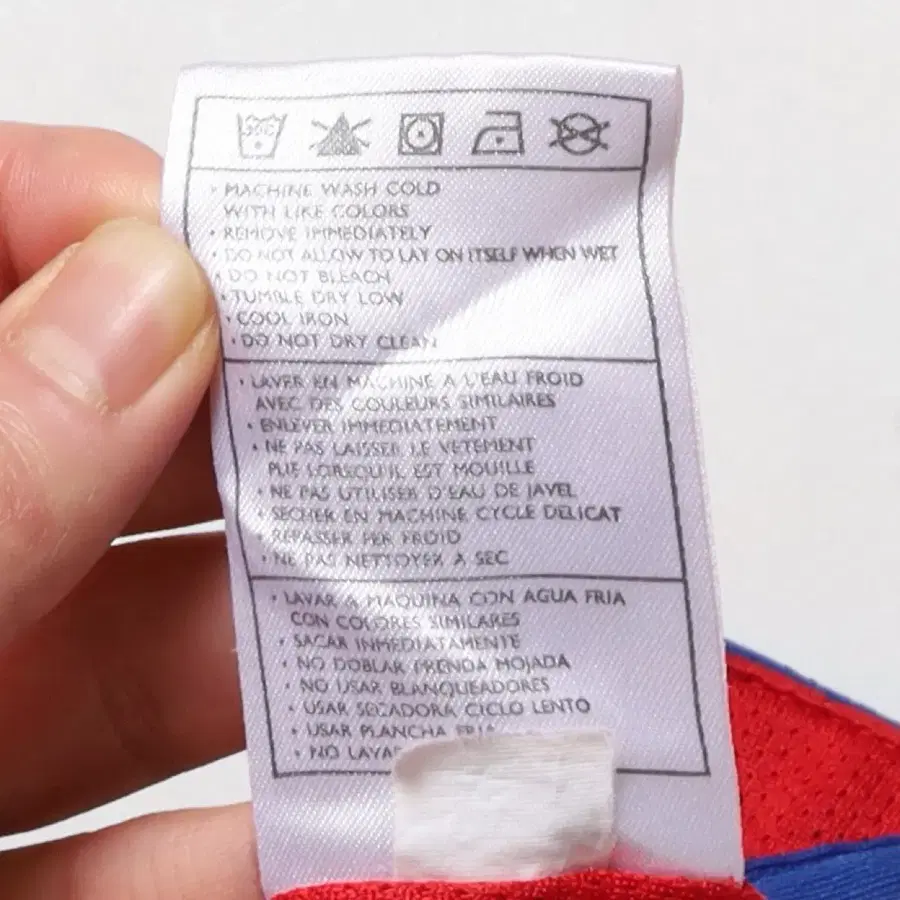 30C
• MACHINE WASH COLD
WITH LIKE COLORS
• REMOVE IMMEDIATELY
• DO NOT ALLOW TO LAY ON ITSELF WHEN WET
• DO NOT BLEACH
• TUMBLE DRY LOW
• COOL IRON
• DO NOT DRY CLEAN
• LAVER EN MACHINE A L'EAU FROID
AVEC DES COULEURS SIMILAIRES
• ENLEVER IMMEDIATEMENT
• NE PAS LAISSER LE VETEMENT
PLIE LORSQU'IL EST MOUILLE
• NE PAS UTILISER D'EAU DE JAVEL
• SECHER EN MACHINE CYCLE DELICAT
REPASSER FER FROID
• NE PAS NETTOYER A SEC
• LAVAR A MAQUINA CON AGUA FRIA
CON COLORES SIMILARES
• SACAR INMEDIATAMENTE
• NO DOBLAR PRENDA MOJADA
• NO USAR BLANQUEADORES
• USAR SECADORA CICLO LENTO
• USAR PLANCHA FRIA
• NO LAVAR